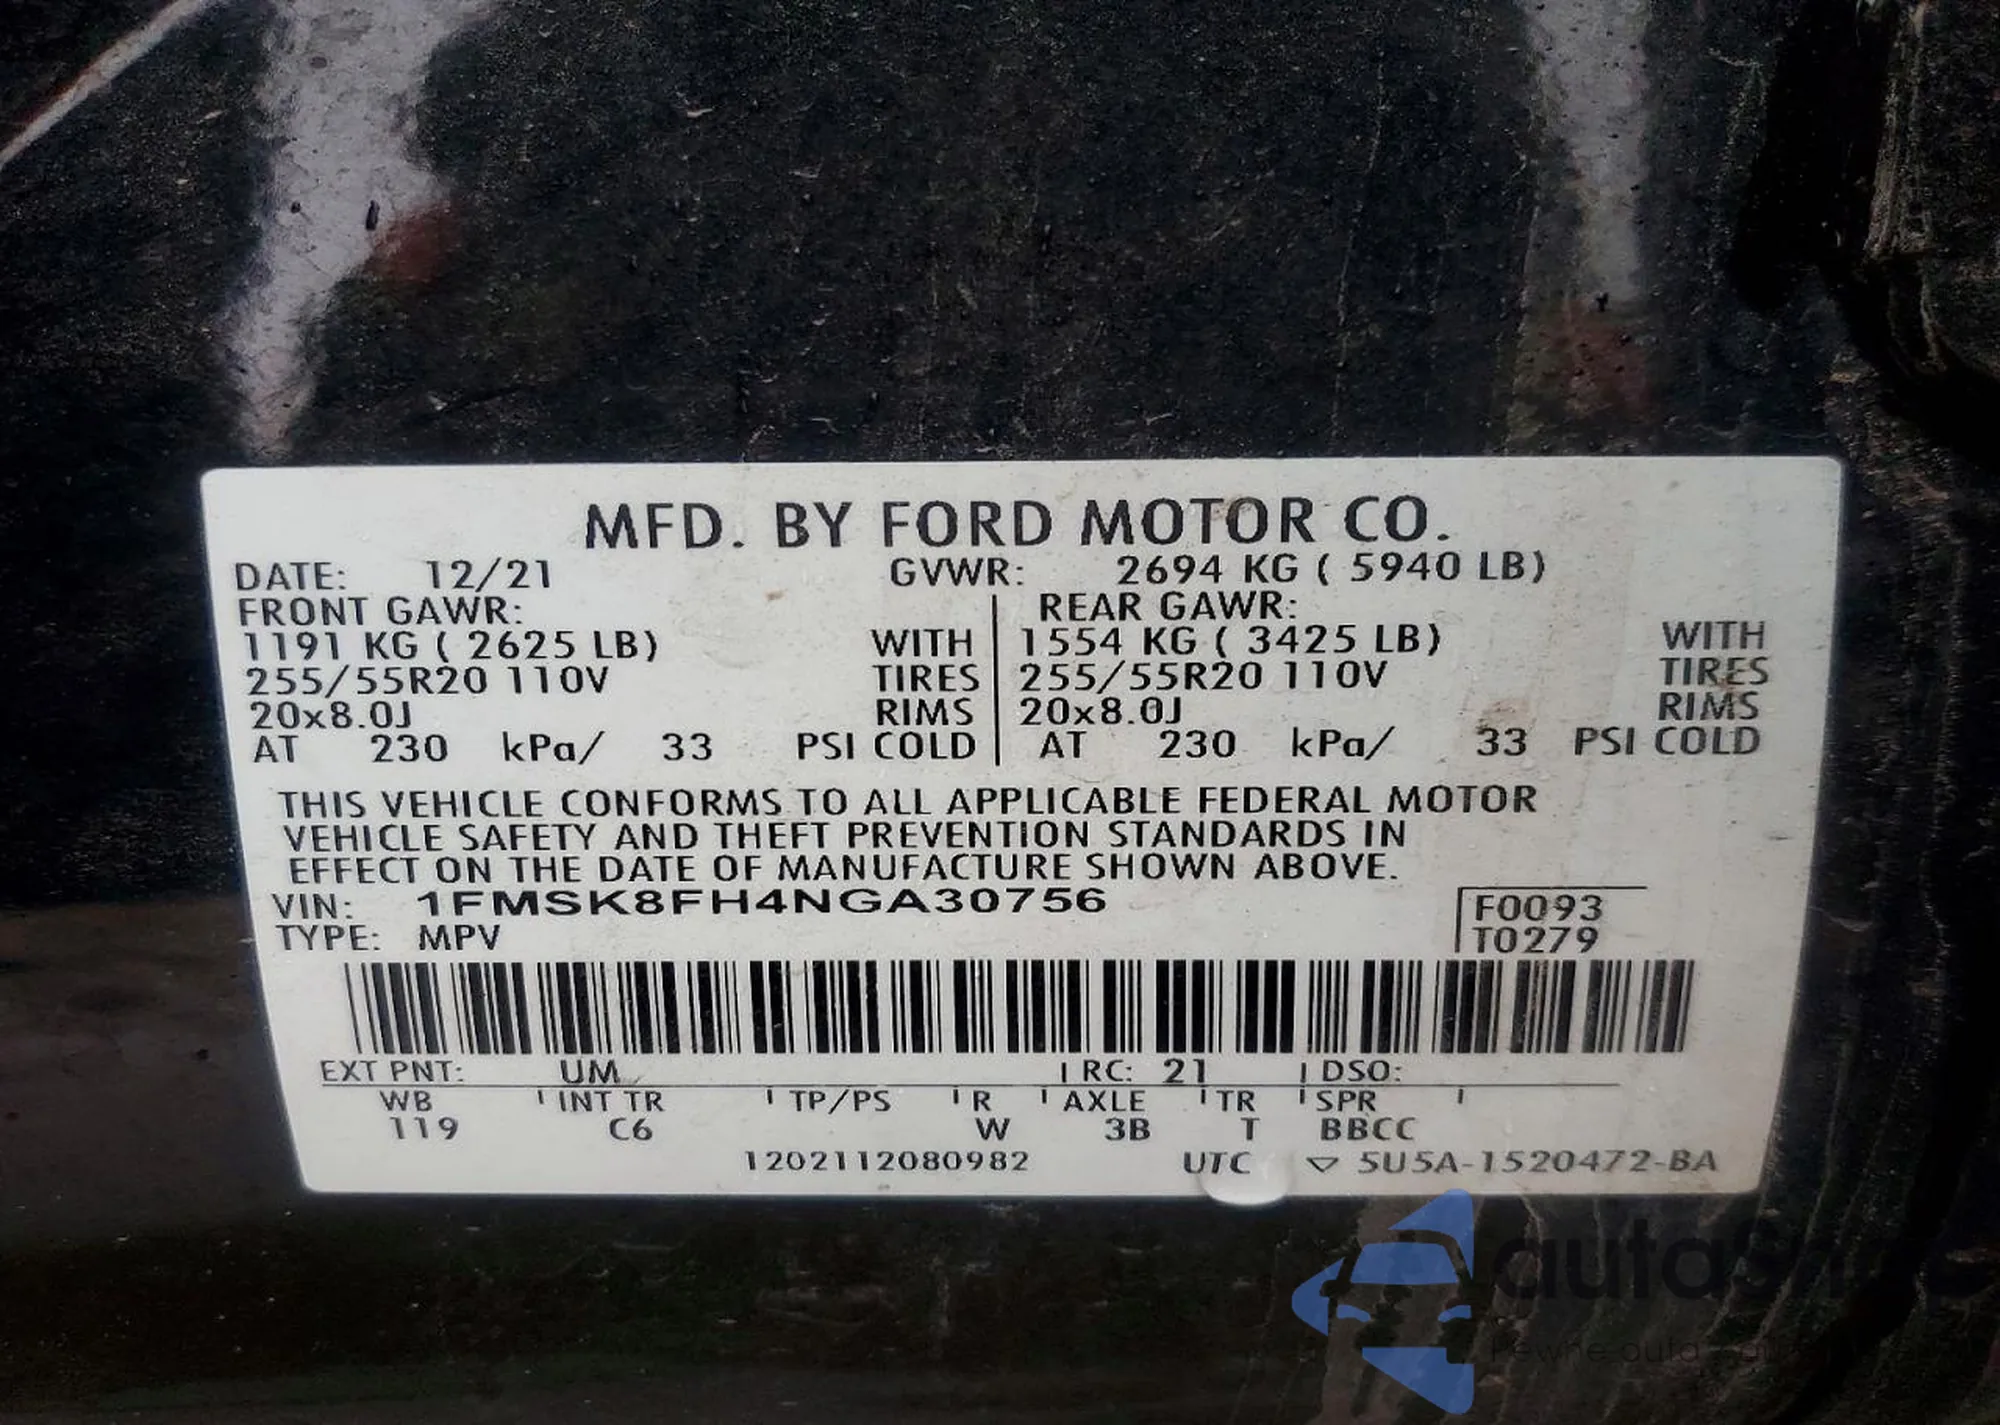 MFD. BY FORD MOTOR CO.
DATE: 12/21 GVWR: 2694 KG ( 5940 LB)
FRONT GAWR: REAR GAWR:
1191 KG ( 2625 LB) WITH 1554 KG ( 3425 LB) WITH
255/55R20 110V TIRES 255/55R20 110V TIRES
20x8.0J RIMS 20x8.0J RIMS
AT 230 kPa/ 33 PSI COLD AT 230 kPa/ 33 PSI COLD
THIS VEHICLE CONFORMS TO ALL APPLICABLE FEDERAL MOTOR
VEHICLE SAFETY AND THEFT PREVENTION STANDARDS IN
EFFECT ON THE DATE OF MANUFACTURE SHOWN ABOVE.
VIN: 1FMSK8FH4NGA30756 F0093
TYPE: MPV T0279
EXT PNT: UM RC: 21 DSO:
WB INT TR TP/PS R AXLE TR SPR
119 C6 W 3B T BBCC
1202112080982 UTC ▽ 5U5A-1520472-BA
autaShop
Pewne auta